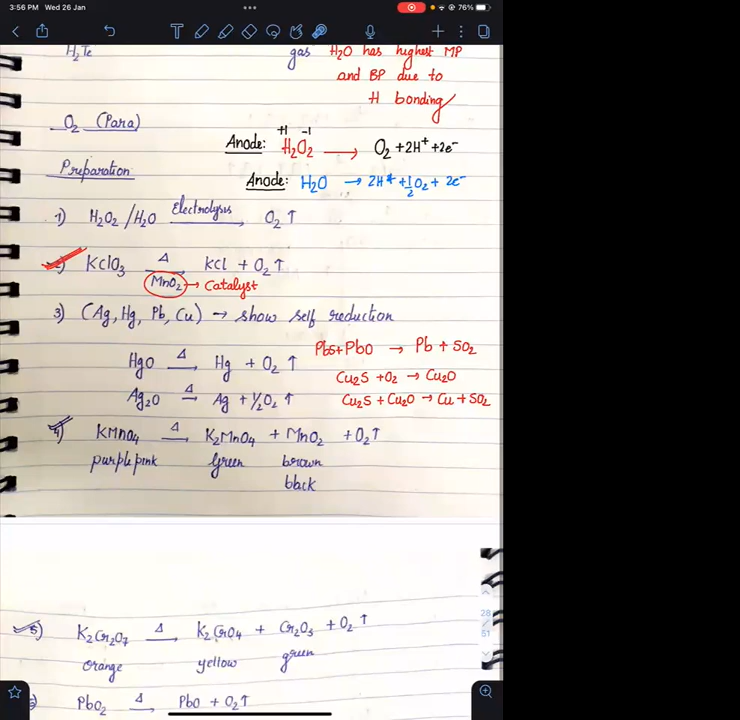 3:56 PM Wed 26 Jan
76%
H2Te
gas H2O has highest MP
and BP due to
H bonding
O2 (Para)
+1 -1
Anode: H2O2 → O2 + 2H+ + 2e-
Preparation
Anode: H2O → 2H+ + 1/2 O2 + 2e-
1) H2O2 / H2O Electrolysis → O2 ↑
2) KClO3 Δ → KCl + O2 ↑
MnO2 → Catalyst
3) (Ag, Hg, Pb, Cu) → show self reduction
PbS + PbO → Pb + SO2
HgO Δ → Hg + O2 ↑
Cu2S + O2 → Cu2O
Ag2O Δ → Ag + 1/2 O2 ↑
Cu2S + Cu2O → Cu + SO2
4) KMnO4 Δ → K2MnO4 + MnO2 + O2 ↑
purple pink green brown
black
28
51
5) K2Cr2O7 Δ → K2CrO4 + Cr2O3 + O2 ↑
orange yellow green
PbO2 Δ → PbO + O2 ↑